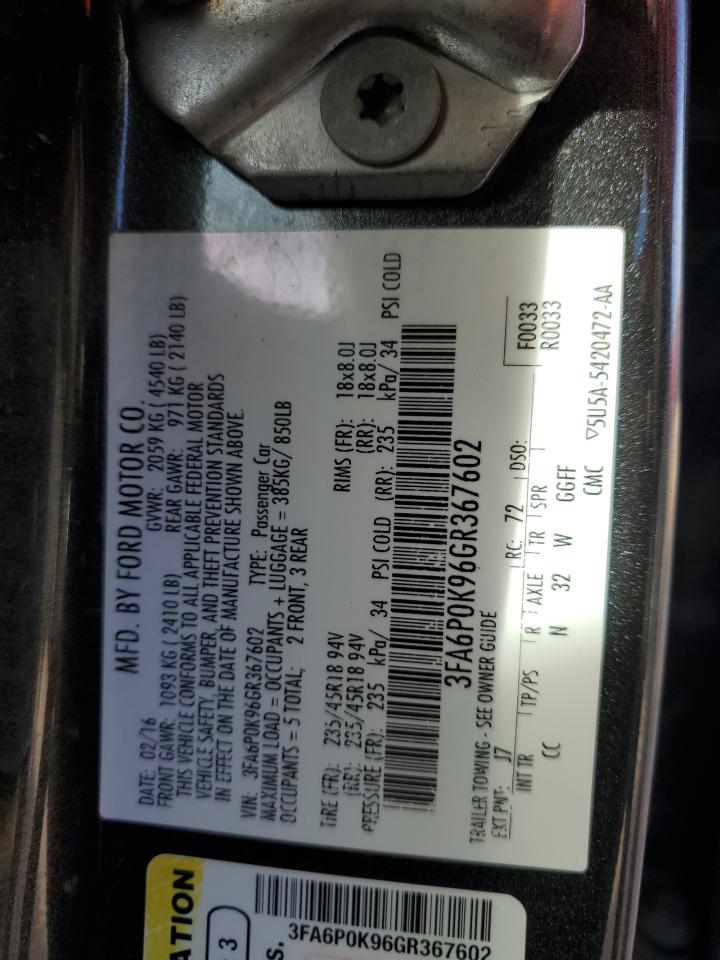 MFD. BY FORD MOTOR CO.
DATE: 02/16 GVWR: 2059 KG ( 4540 LB)
FRONT GAWR: 1093 KG ( 2410 LB) REAR GAWR: 971 KG ( 2140 LB)
THIS VEHICLE CONFORMS TO ALL APPLICABLE FEDERAL MOTOR
VEHICLE SAFETY, BUMPER, AND THEFT PREVENTION STANDARDS
IN EFFECT ON THE DATE OF MANUFACTURE SHOWN ABOVE.
VIN: 3FA6P0K96GR367602 TYPE: Passenger Car
MAXIMUM LOAD = OCCUPANTS + LUGGAGE = 385KG/ 850LB
OCCUPANTS = 5 TOTAL; 2 FRONT, 3 REAR
TIRE (FR): 235/45R18 94V RIMS (FR): 18x8.0J
(RR): 235/45R18 94V (RR): 18x8.0J
PRESSURE (FR): 235 kPa/ 34 PSI COLD (RR): 235 kPa/ 34 PSI COLD
3FA6P0K96GR367602
TRAILER TOWING - SEE OWNER GUIDE
EXT PNT: J7 RC: 72 DSO: F0033
R0033
INT TR TP/PS R AXLE TR SPR
CC N 32 W GGFF
CMC ▽5U5A-5420472-AA
ATION
3
s.
3FA6P0K96GR367602